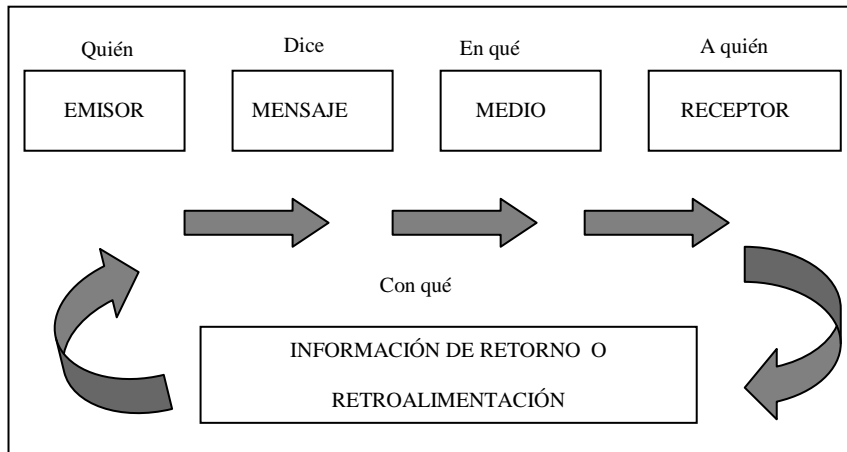 Quién
Dice
En qué
A quién
EMISOR
MENSAJE
MEDIO
RECEPTOR
Con qué
INFORMACIÓN DE RETORNO O
RETROALIMENTACIÓN